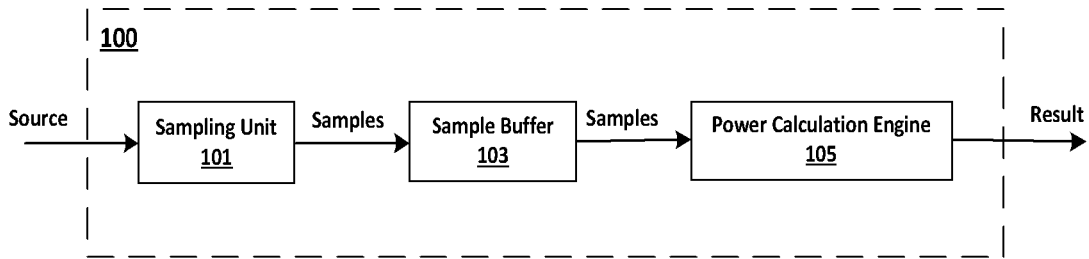 100
Source
Sampling Unit
101
Samples
Sample Buffer
103
Samples
Power Calculation Engine
105
Result